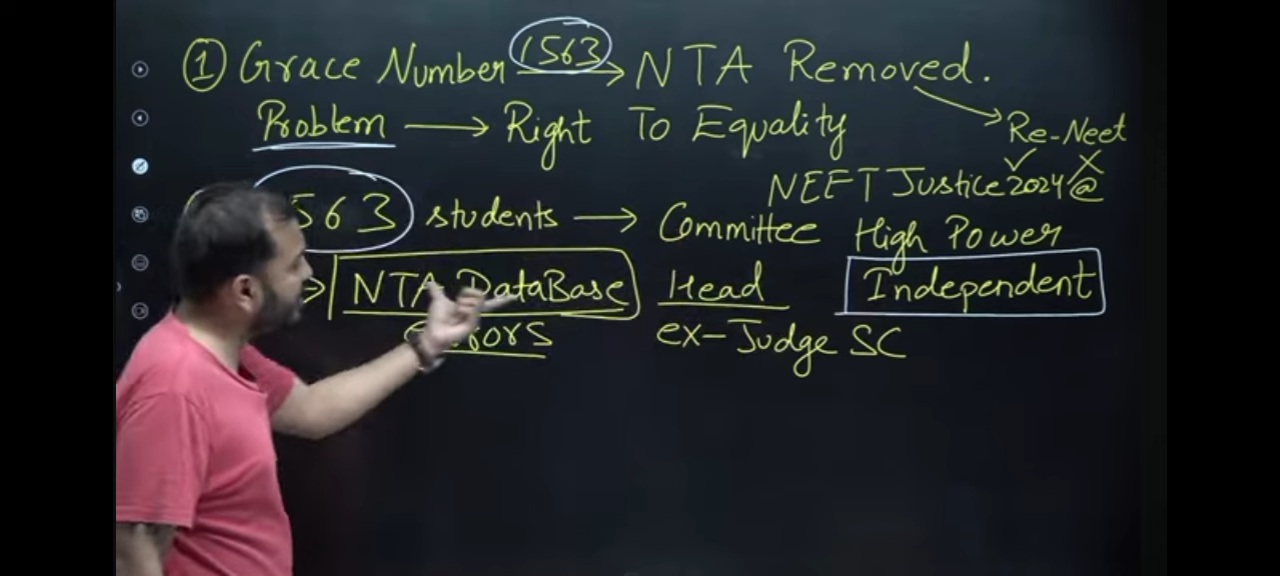 ① Grace Number 1563 → NTA Removed.
Problem → Right To Equality
Re-Neet
NEET Justice 2024 @
563 students → Committee High Power
NTA DataBase Head Independent
ex-Judge SC